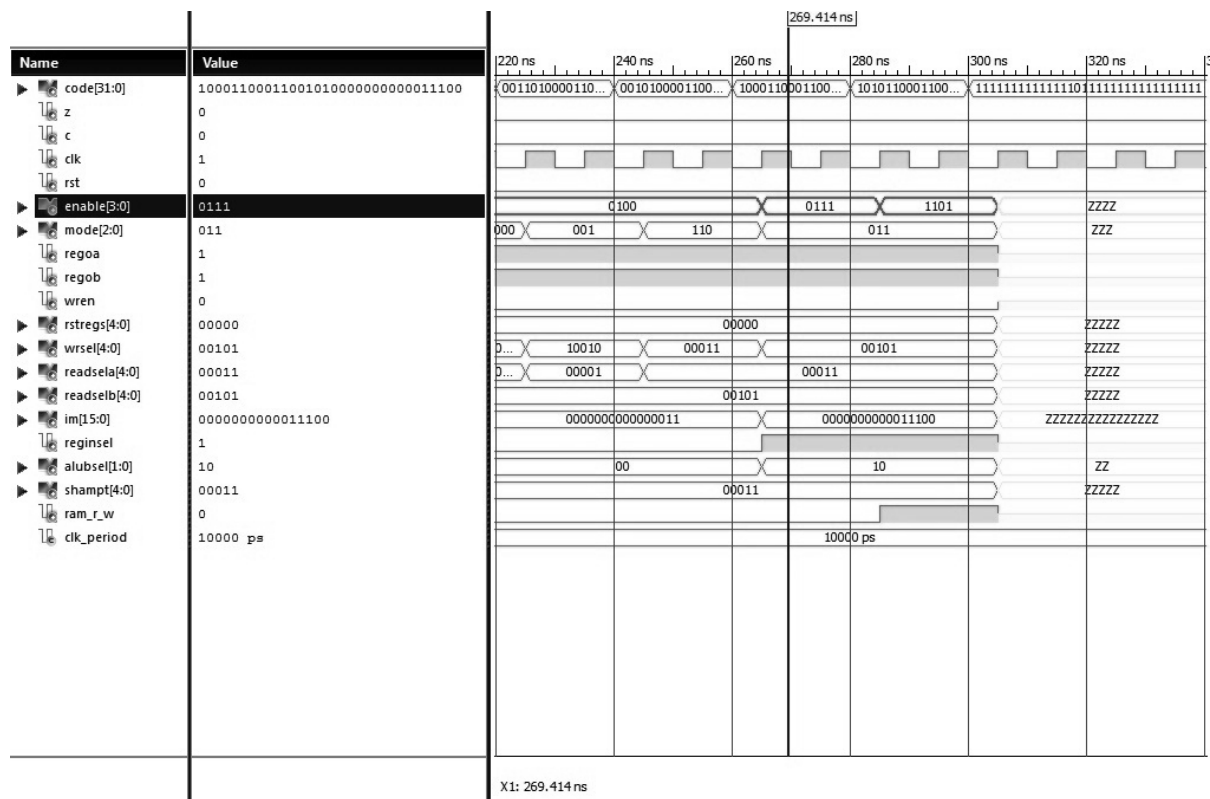 269.414 ns
Name Value 220 ns 240 ns 260 ns 280 ns 300 ns 320 ns 3
code[31:0] 10001100011001010000000000011100 0011010000110... 0010100001100... 1000110001100... 1010110001100...
z 0
c 0
clk 1
rst 0
enable[3:0] 0111 0100 0111 1101 ZZZZ
mode[2:0] 011 000 001 110 011 ZZZ
regoa 1
regob 1
wren 0
rstregs[4:0] 00000 00000 ZZZZZ
wrsel[4:0] 00101 0... 10010 00011 00101 ZZZZZ
readsela[4:0] 00011 0... 00001 00011 ZZZZZ
readselb[4:0] 00101 00101 ZZZZZ
im[15:0] 0000000000011100 0000000000000011 0000000000011100 ZZZZZZZZZZZZZZZZ
reginsel 1
alubsel[1:0] 10 00 10 ZZ
shampt[4:0] 00011 00011 ZZZZZ
ram_r_w 0
clk_period 10000 ps 10000 ps
X1: 269.414 ns